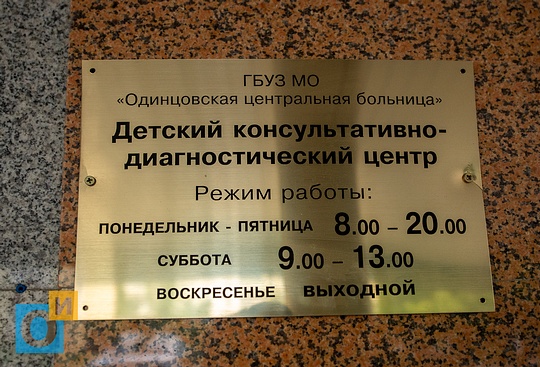 ГБУЗ МО
«Одинцовская центральная больница»
Детский консультативно-
диагностический центр
Режим работы:
ПОНЕДЕЛЬНИК - ПЯТНИЦА 8.00 – 20.00
СУББОТА 9.00 – 13.00
ВОСКРЕСЕНЬЕ ВЫХОДНОЙ
И